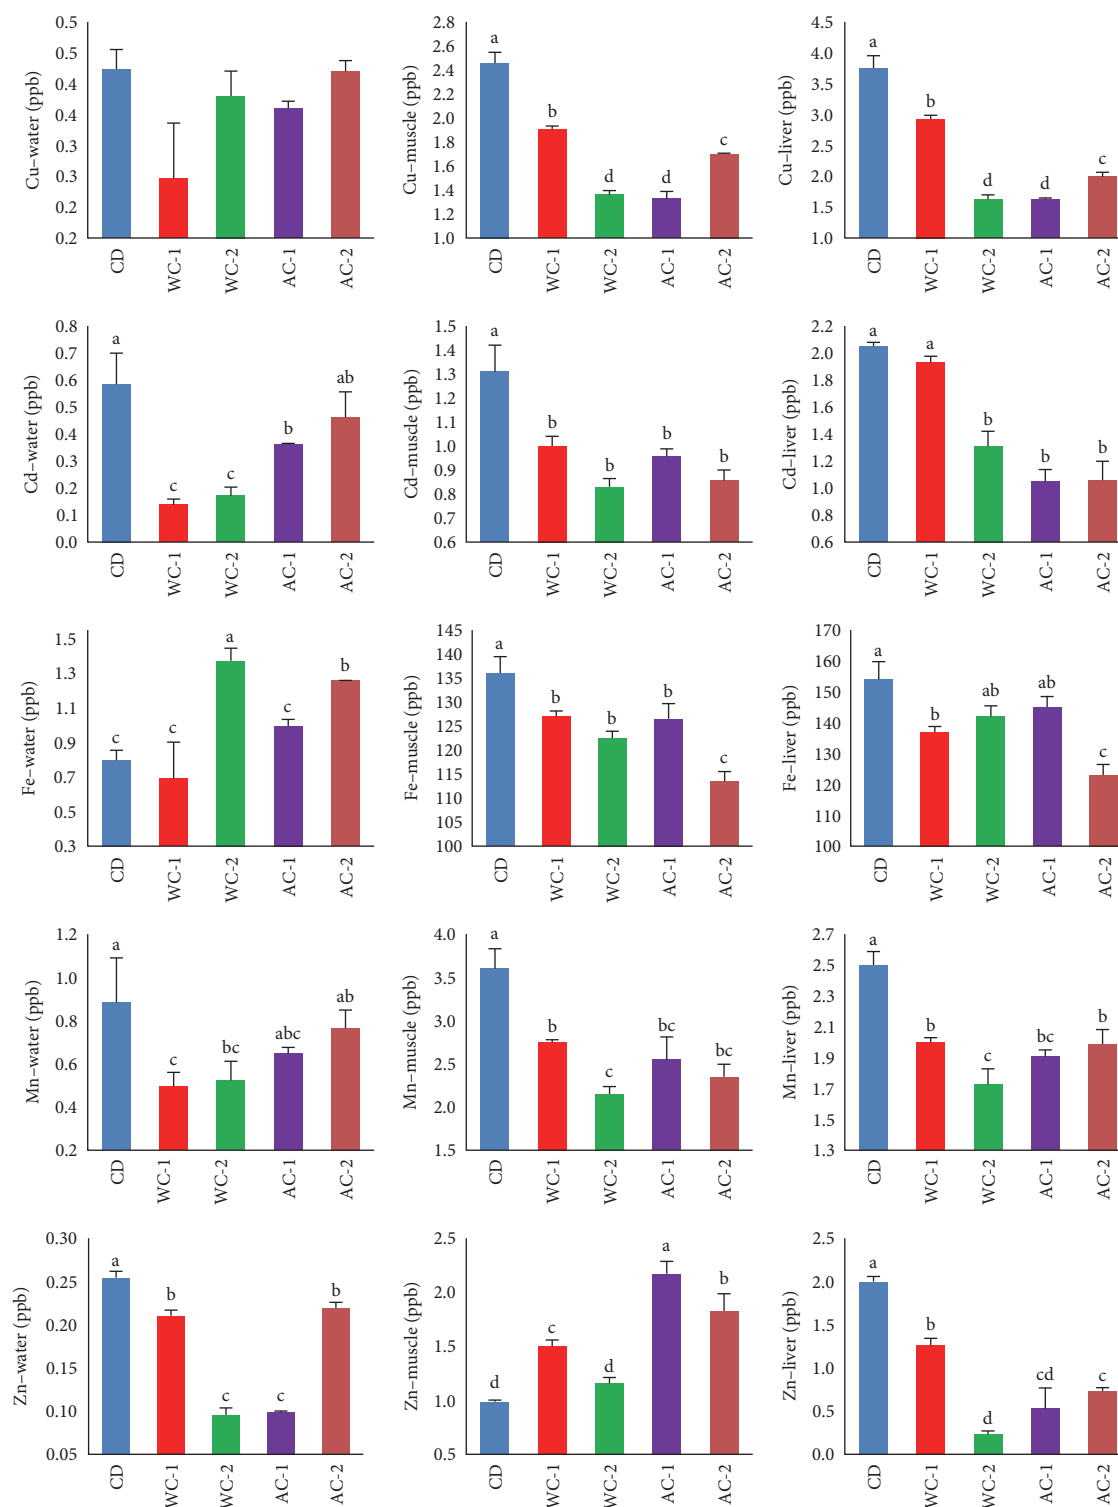 Cu–water (ppb)
0.5
0.5
0.4
0.4
0.3
0.3
0.2
0.2
CD
WC-1
WC-2
AC-1
AC-2
Cu–muscle (ppb)
2.8
2.6
2.4
2.2
2.0
1.8
1.6
1.4
1.2
1.0
a
b
d
d
c
CD
WC-1
WC-2
AC-1
AC-2
Cu–liver (ppb)
4.5
4.0
3.5
3.0
2.5
2.0
1.5
1.0
a
b
d
d
c
CD
WC-1
WC-2
AC-1
AC-2
Cd–water (ppb)
0.8
0.7
0.6
0.5
0.4
0.3
0.2
0.1
0.0
a
c
c
b
ab
CD
WC-1
WC-2
AC-1
AC-2
Cd–muscle (ppb)
1.5
1.4
1.3
1.2
1.1
1.0
0.9
0.8
0.7
0.6
a
b
b
b
b
CD
WC-1
WC-2
AC-1
AC-2
Cd–liver (ppb)
2.2
2.0
1.8
1.6
1.4
1.2
1.0
0.8
0.6
a
a
b
b
b
CD
WC-1
WC-2
AC-1
AC-2
Fe–water (ppb)
1.5
1.3
1.1
0.9
0.7
0.5
0.3
c
c
a
c
b
CD
WC-1
WC-2
AC-1
AC-2
Fe–muscle (ppb)
145
140
135
130
125
120
115
110
105
100
a
b
b
b
c
CD
WC-1
WC-2
AC-1
AC-2
Fe–liver (ppb)
170
160
150
140
130
120
110
100
a
b
ab
ab
c
CD
WC-1
WC-2
AC-1
AC-2
Mn–water (ppb)
1.2
1.0
0.8
0.6
0.4
0.2
a
c
bc
abc
ab
CD
WC-1
WC-2
AC-1
AC-2
Mn–muscle (ppb)
4.0
3.5
3.0
2.5
2.0
1.5
a
b
c
bc
bc
CD
WC-1
WC-2
AC-1
AC-2
Mn–liver (ppb)
2.7
2.5
2.3
2.1
1.9
1.7
1.5
1.3
a
b
c
bc
b
CD
WC-1
WC-2
AC-1
AC-2
Zn–water (ppb)
0.30
0.25
0.20
0.15
0.10
0.05
a
b
c
c
b
CD
WC-1
WC-2
AC-1
AC-2
Zn–muscle (ppb)
2.5
2.0
1.5
1.0
0.5
d
c
d
a
b
CD
WC-1
WC-2
AC-1
AC-2
Zn–liver (ppb)
2.5
2.0
1.5
1.0
0.5
0.0
a
b
d
cd
c
CD
WC-1
WC-2
AC-1
AC-2